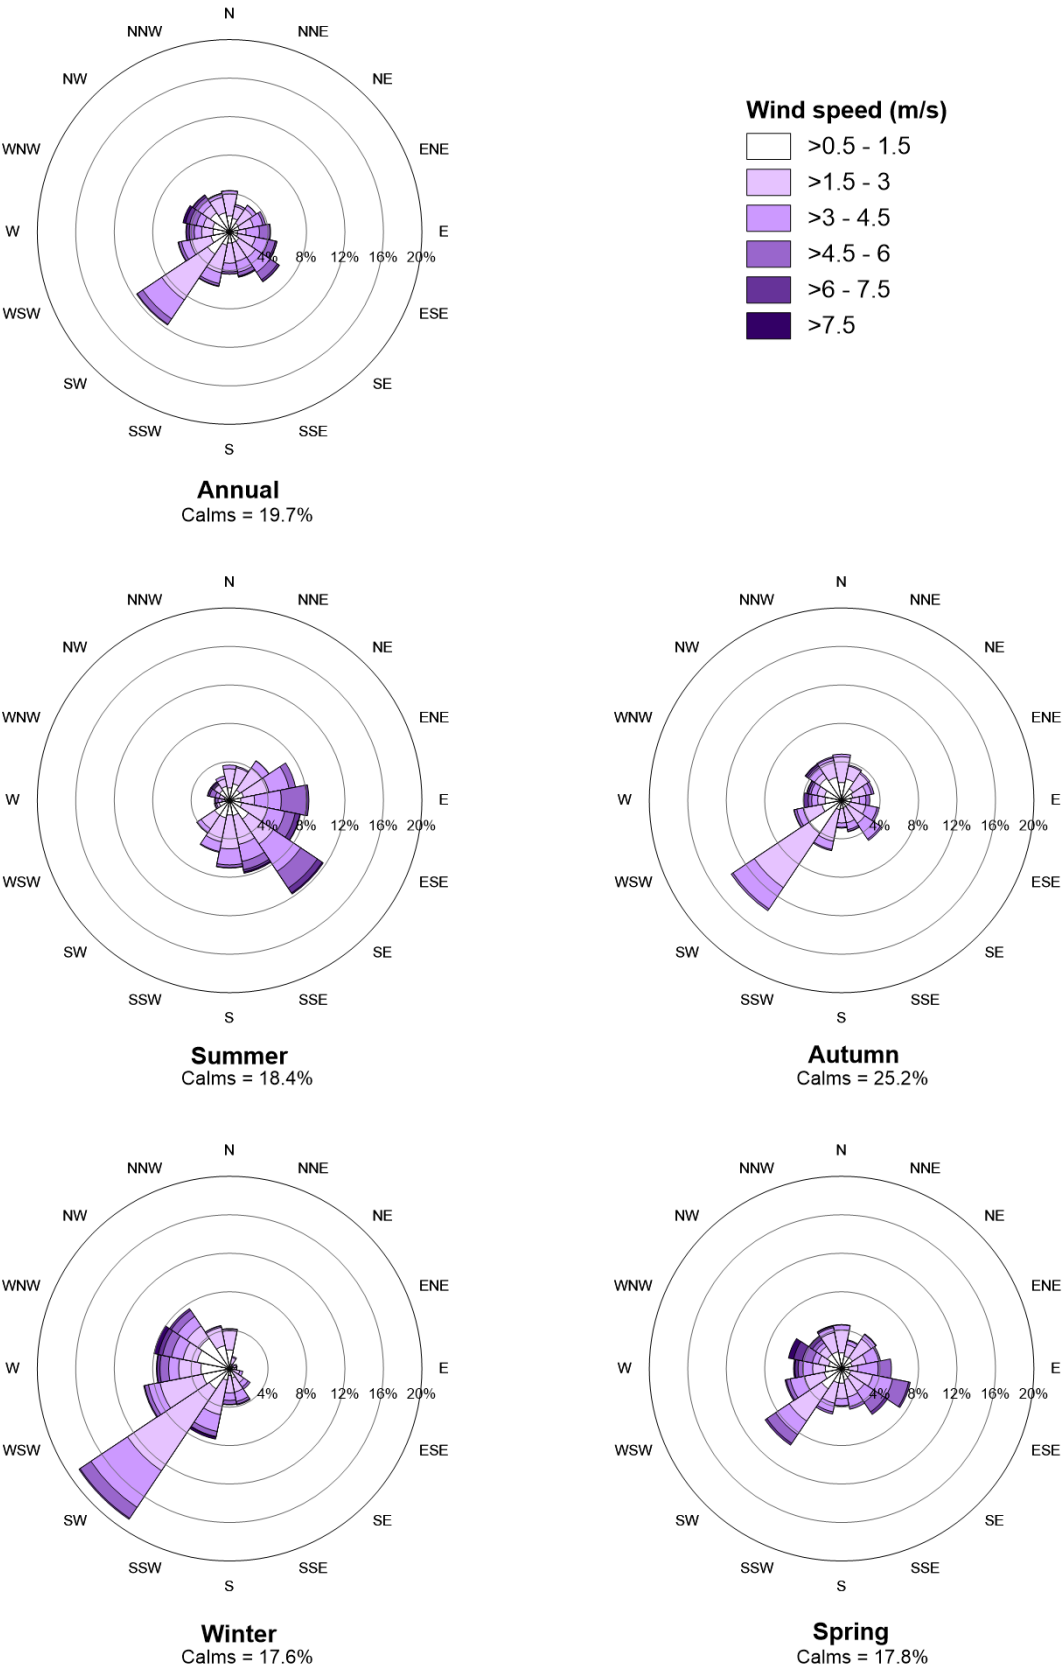 N
NNW NNE
NW NE
WNW ENE
W E
4% 8% 12% 16% 20%
WSW ESE
SW SE
SSW SSE
S
Annual
Calms = 19.7%
Wind speed (m/s)
>0.5 - 1.5
>1.5 - 3
>3 - 4.5
>4.5 - 6
>6 - 7.5
>7.5
N
NNW NNE
NW NE
WNW ENE
W E
4% 8% 12% 16% 20%
WSW ESE
SW SE
SSW SSE
S
Summer
Calms = 18.4%
N
NNW NNE
NW NE
WNW ENE
W E
4% 8% 12% 16% 20%
WSW ESE
SW SE
SSW SSE
S
Autumn
Calms = 25.2%
N
NNW NNE
NW NE
WNW ENE
W E
4% 8% 12% 16% 20%
WSW ESE
SW SE
SSW SSE
S
Winter
Calms = 17.6%
N
NNW NNE
NW NE
WNW ENE
W E
4% 8% 12% 16% 20%
WSW ESE
SW SE
SSW SSE
S
Spring
Calms = 17.8%